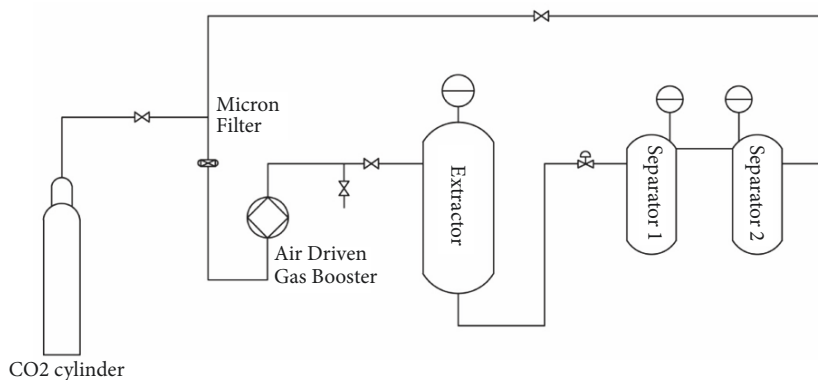 Micron
Filter
Extractor
Separator 1
Separator 2
Air Driven
Gas Booster
CO2 cylinder